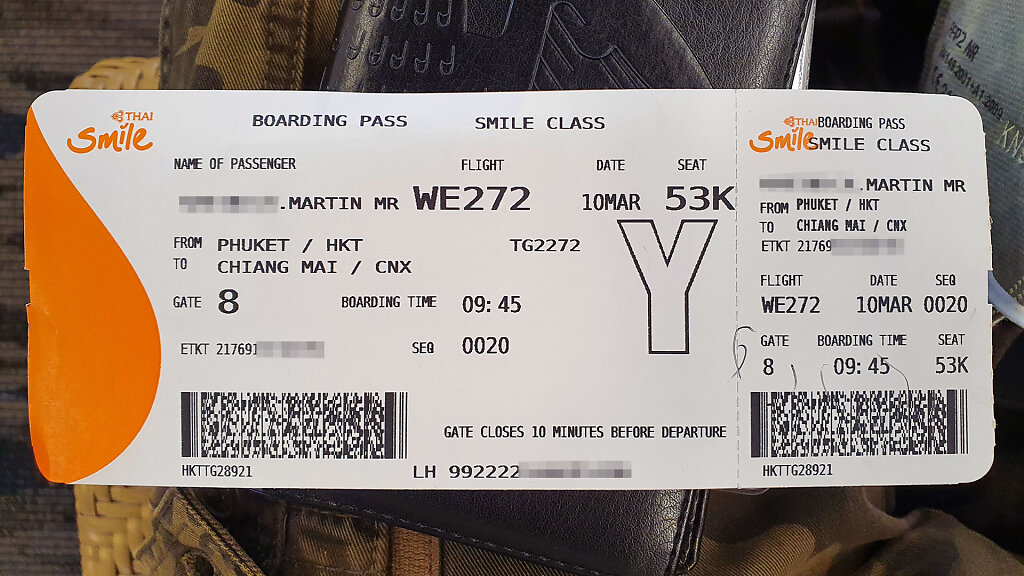 THAI
Smile
BOARDING PASS SMILE CLASS
NAME OF PASSENGER FLIGHT DATE SEAT
.MARTIN MR WE272 10MAR 53K
FROM PHUKET / HKT TG2272 Y
TO CHIANG MAI / CNX
GATE 8 BOARDING TIME 09:45
ETKT 217691 SEQ 0020
GATE CLOSES 10 MINUTES BEFORE DEPARTURE
HKTTG28921 LH 992222
THAI
Smile
BOARDING PASS
SMILE CLASS
.MARTIN MR
FROM PHUKET / HKT
TO CHIANG MAI / CNX
ETKT 21769
FLIGHT DATE SEQ
WE272 10MAR 0020
GATE BOARDING TIME SEAT
8 09:45 53K
HKTTG28921
FFP2 NR